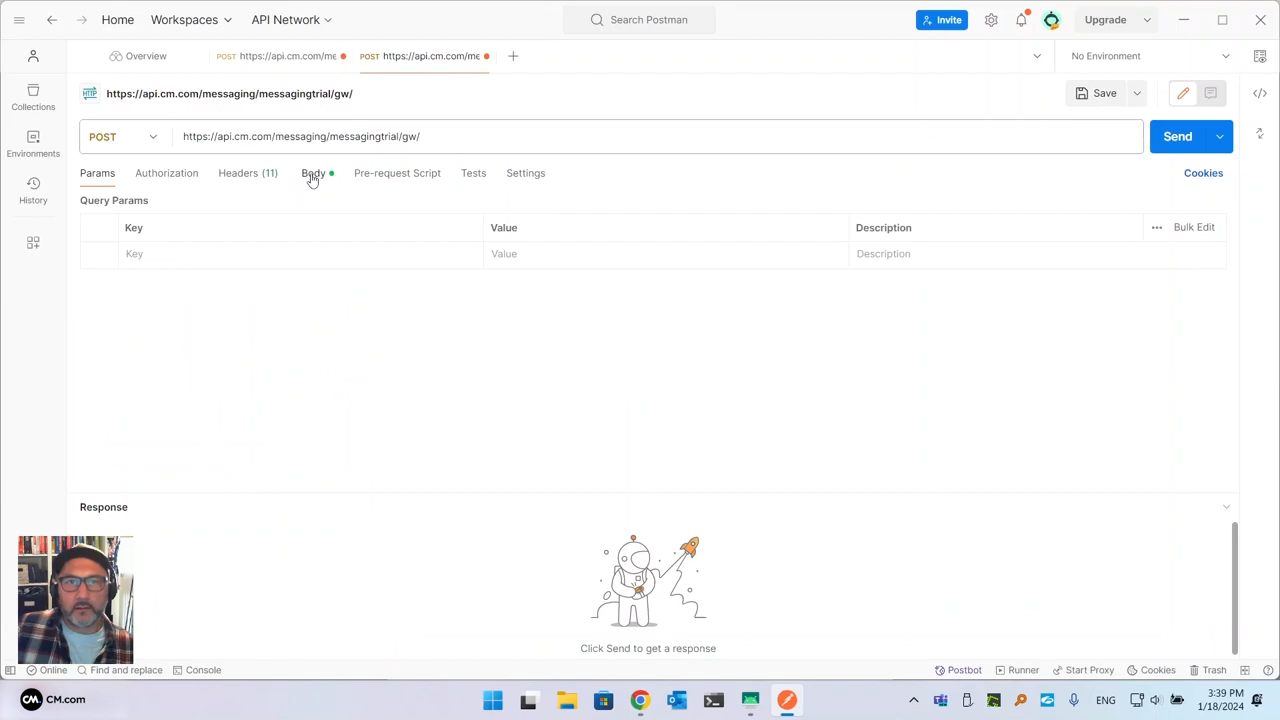 Home Workspaces API Network Search Postman Invite Upgrade
Overview POST https://api.cm.com/me POST https://api.cm.com/me No Environment
HTTP https://api.cm.com/messaging/messagingtrial/gw/ Save
POST https://api.cm.com/messaging/messagingtrial/gw/ Send
Collections
Environments
History
Params Authorization Headers (11) Body Pre-request Script Tests Settings Cookies
Query Params
Key Value Description Bulk Edit
Key Value Description
Response
Click Send to get a response
Online Find and replace Console Postbot Runner Start Proxy Cookies Trash
CM.com ENG 3:39 PM
1/18/2024